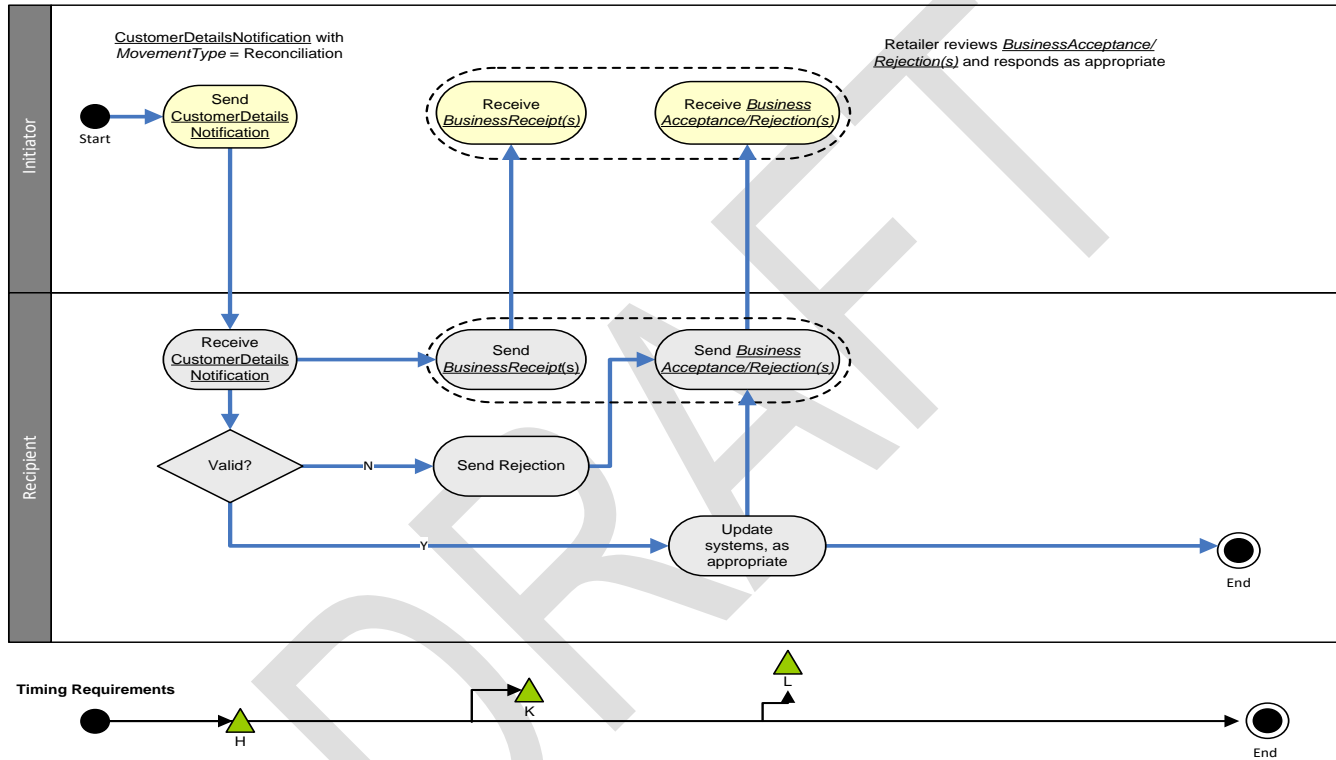 CustomerDetailsNotification with
MovementType = Reconciliation
Retailer reviews BusinessAcceptance/
Rejection(s) and responds as appropriate
Initiator
Start
Send
CustomerDetails
Notification
Receive
BusinessReceipt(s)
Receive Business
Acceptance/Rejection(s)
Recipient
Receive
CustomerDetails
Notification
Send
BusinessReceipt(s)
Send Business
Acceptance/Rejection(s)
Valid?
N
Send Rejection
Y
Update
systems, as
appropriate
End
Timing Requirements
H
K
L
End
DRAFT